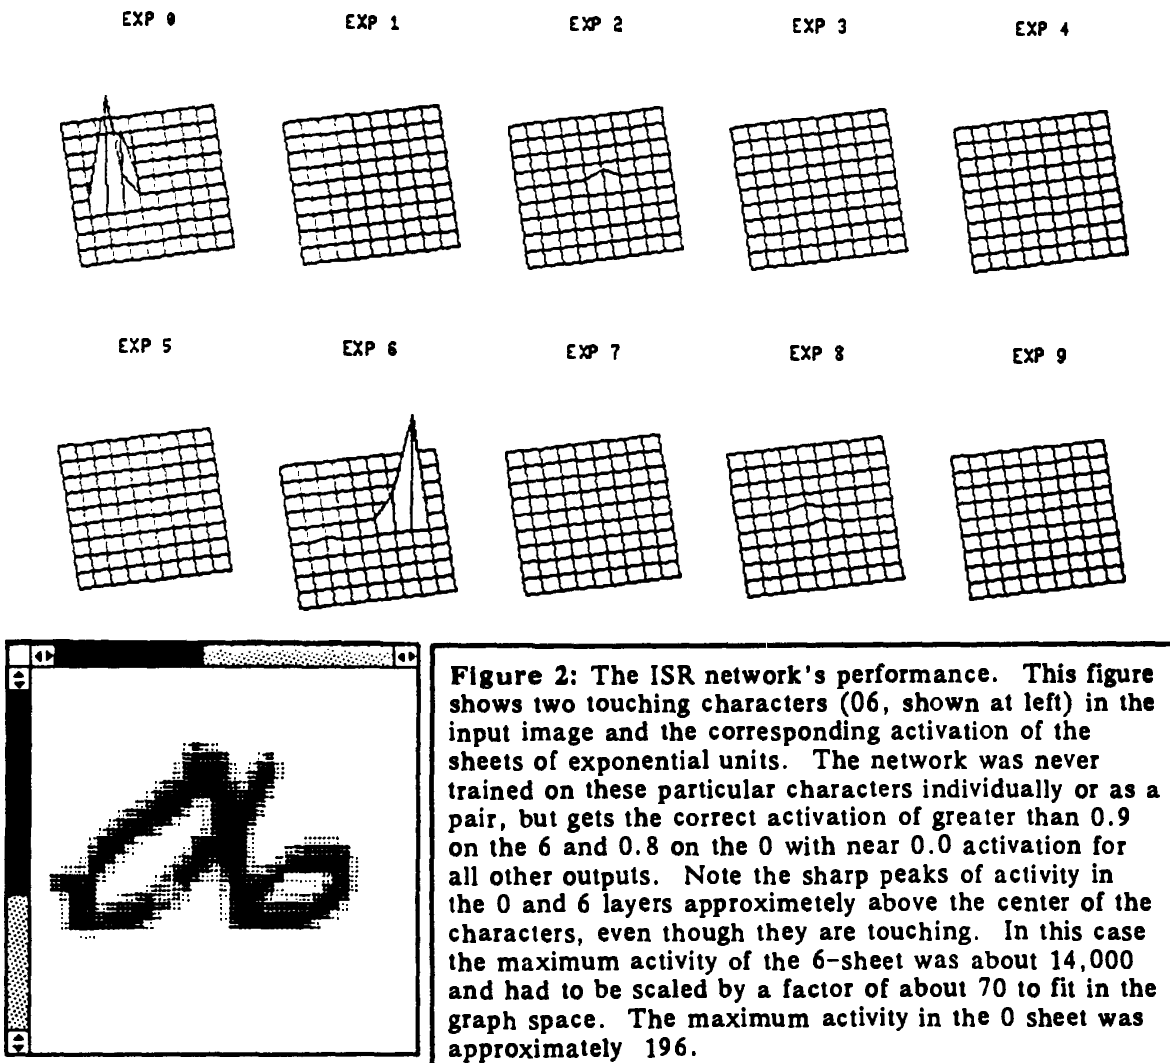 EXP 0 EXP 1 EXP 2 EXP 3 EXP 4
EXP 5 EXP 6 EXP 7 EXP 8 EXP 9
Figure 2: The ISR network's performance. This figure
shows two touching characters (06, shown at left) in the
input image and the corresponding activation of the
sheets of exponential units. The network was never
trained on these particular characters individually or as a
pair, but gets the correct activation of greater than 0.9
on the 6 and 0.8 on the 0 with near 0.0 activation for
all other outputs. Note the sharp peaks of activity in
the 0 and 6 layers approximetely above the center of the
characters, even though they are touching. In this case
the maximum activity of the 6-sheet was about 14,000
and had to be scaled by a factor of about 70 to fit in the
graph space. The maximum activity in the 0 sheet was
approximately 196.
06